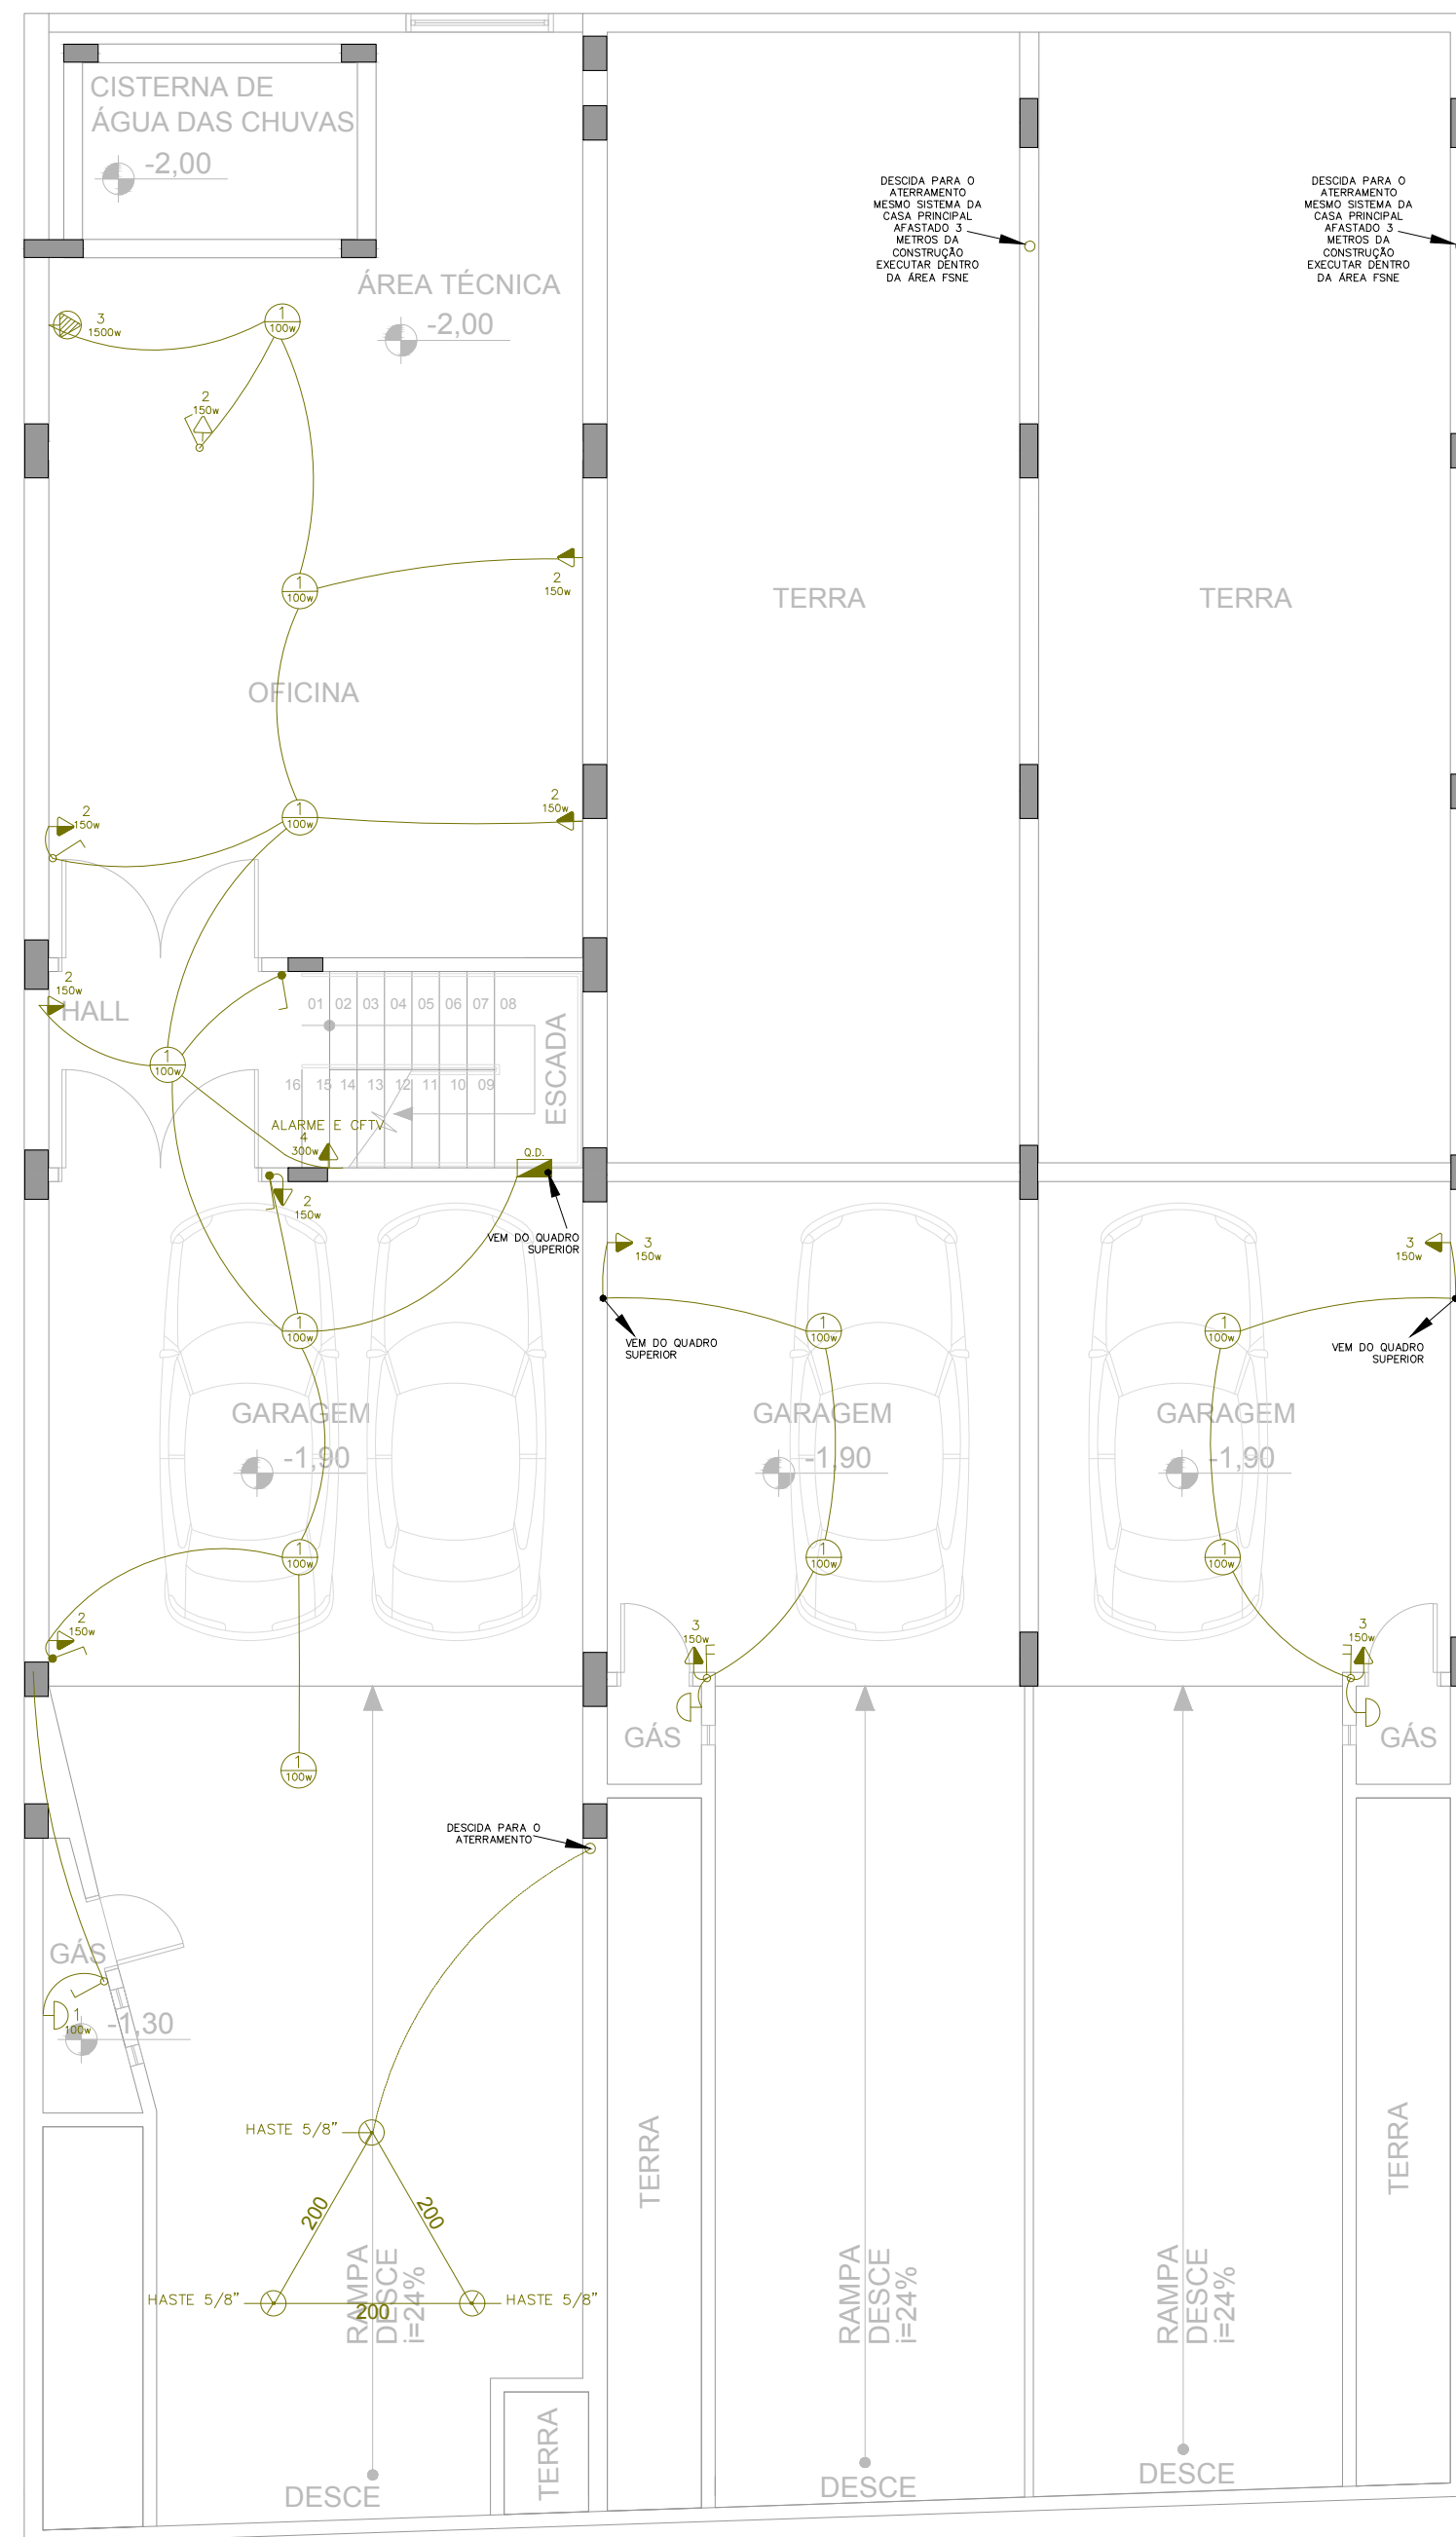 CISTERNA DE
ÁGUA DAS CHUVAS
-2,00
DESCIDA PARA O
ATERRAMENTO
MESMO SISTEMA DA
CASA PRINCIPAL
AFASTADO 3
METROS DA
CONSTRUÇÃO
EXECUTAR DENTRO
DA ÁREA FSNE
DESCIDA PARA O
ATERRAMENTO
MESMO SISTEMA DA
CASA PRINCIPAL
AFASTADO 3
METROS DA
CONSTRUÇÃO
EXECUTAR DENTRO
DA ÁREA FSNE
ÁREA TÉCNICA
-2,00
3
1500w
1
100w
2
150w
1
100w
2
150w
TERRA
TERRA
OFICINA
2
150w
1
100w
2
150w
2
150w
HALL
01 02 03 04 05 06 07 08
ESCADA
1
100w
16 15 14 13 12 11 10 09
ALARME E CFTV
4
300w
Q.D.
2
150w
VEM DO QUADRO
SUPERIOR
3
150w
3
150w
1
100w
1
100w
1
100w
VEM DO QUADRO
SUPERIOR
VEM DO QUADRO
SUPERIOR
GARAGEM
-1,90
GARAGEM
-1,90
GARAGEM
-1,90
1
100w
1
100w
1
100w
2
150w
3
150w
3
150w
GÁS
GÁS
1
100w
DESCIDA PARA O
ATERRAMENTO
GÁS
1
100w
-1,30
HASTE 5/8"
200
200
HASTE 5/8"
200
HASTE 5/8"
RAMPA
DESCE
i=24%
TERRA
RAMPA
DESCE
i=24%
RAMPA
DESCE
i=24%
TERRA
TERRA
DESCE
DESCE
DESCE